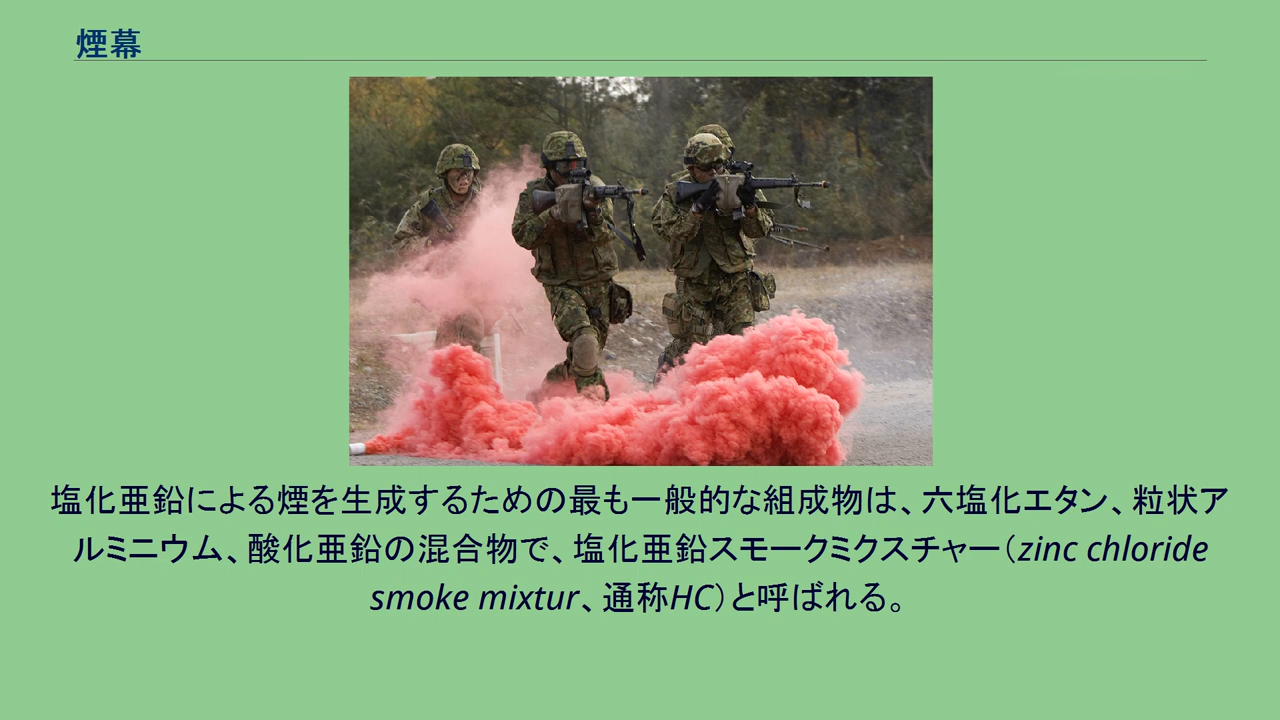 煙幕
塩化亜鉛による煙を生成するための最も一般的な組成物は、六塩化エタン、粒状ア
ルミニウム、酸化亜鉛の混合物で、塩化亜鉛スモークミクスチャー（zinc chloride
smoke mixtur、通称HC）と呼ばれる。